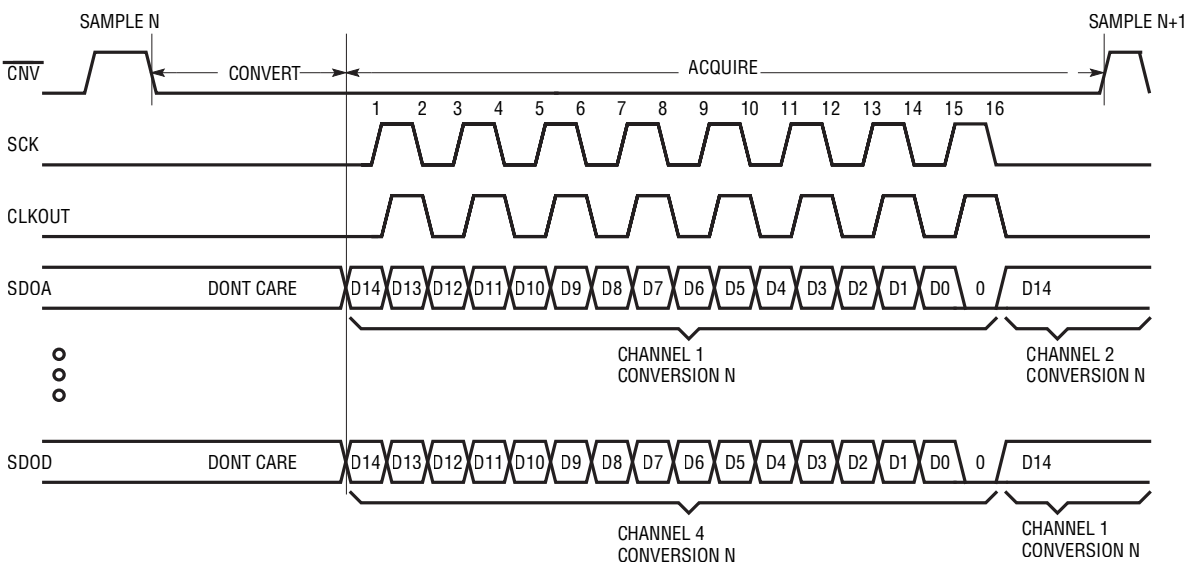 SAMPLE N
SAMPLE N+1
CNV
CONVERT
ACQUIRE
1 2 3 4 5 6 7 8 9 10 11 12 13 14 15 16
SCK
CLKOUT
SDOA
DONT CARE
D14 D13 D12 D11 D10 D9 D8 D7 D6 D5 D4 D3 D2 D1 D0 0 D14
CHANNEL 1
CONVERSION N
CHANNEL 2
CONVERSION N
SDOD
DONT CARE
D14 D13 D12 D11 D10 D9 D8 D7 D6 D5 D4 D3 D2 D1 D0 0 D14
CHANNEL 4
CONVERSION N
CHANNEL 1
CONVERSION N